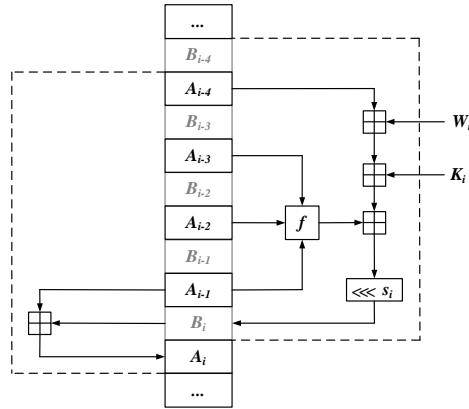 ...
B_{i-4}
A_{i-4}
B_{i-3}
W_i
A_{i-3}
K_i
B_{i-2}
A_{i-2}
f
B_{i-1}
A_{i-1}
<<< s_i
B_i
A_i
...